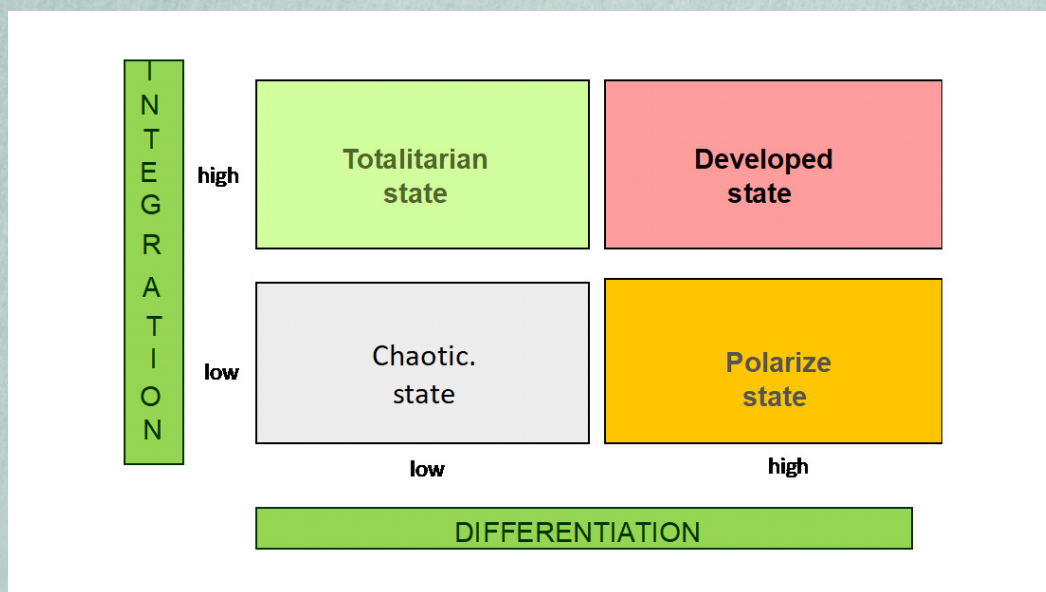 INTEGRATION
high
Totalitarian
state
Developed
state
low
Chaotic.
state
Polarize
state
low
high
DIFFERENTIATION